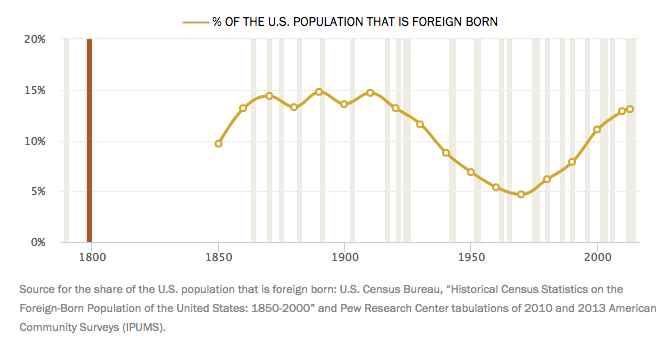 % OF THE U.S. POPULATION THAT IS FOREIGN BORN
20%
15%
10%
5%
0%
1800 1850 1900 1950 2000
Source for the share of the U.S. population that is foreign born: U.S. Census Bureau, “Historical Census Statistics on the
Foreign-Born Population of the United States: 1850-2000” and Pew Research Center tabulations of 2010 and 2013 American
Community Surveys (IPUMS).